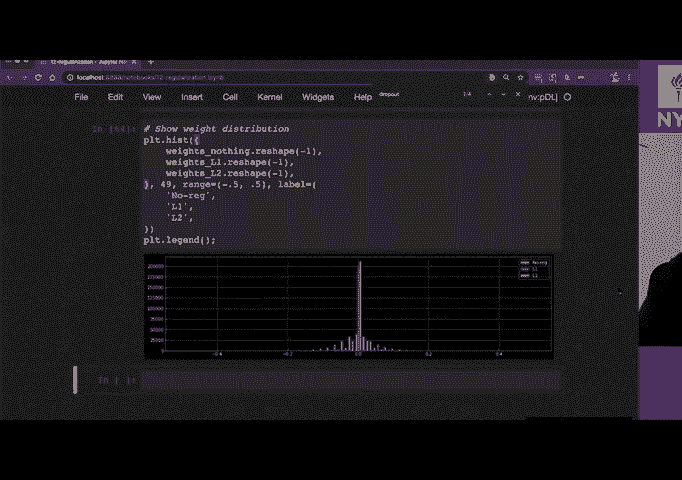 localhost:
File Edit View Insert Cell Kernel Widgets Help dropout 1/4 nv:pDL]
NY
# Show weight distribution
plt.hist((
weights_nothing.reshape(-1),
weights_L1.reshape(-1),
weights_L2.reshape(-1),
), 49, range=(-.5, .5), label=(
'No-reg',
'L1',
'L2',
))
plt.legend();
No-reg
L1
L2
200000
175000
150000
125000
100000
75000
50000
25000
0
-0.4 -0.2 0.0 0.2 0.4
In [ ]: